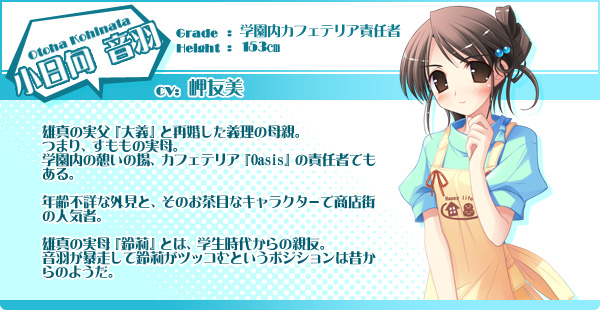 Otoha Kohinata
小日向 音羽
Grade : 学園内カフェテリア責任者
Height : 153cm
CV: 岬友美
雄真の実父『大義』と再婚した義理の母親。
つまり、すももの実母。
学園内の憩いの場、カフェテリア『Oasis』の責任者でも
ある。
年齢不詳な外見と、そのお茶目なキャラクターで商店街
の人気者。
雄真の実母『鈴莉』とは、学生時代からの親友。
音羽が暴走して鈴莉がツッコむというポジションは昔か
らのようだ。
Happy life